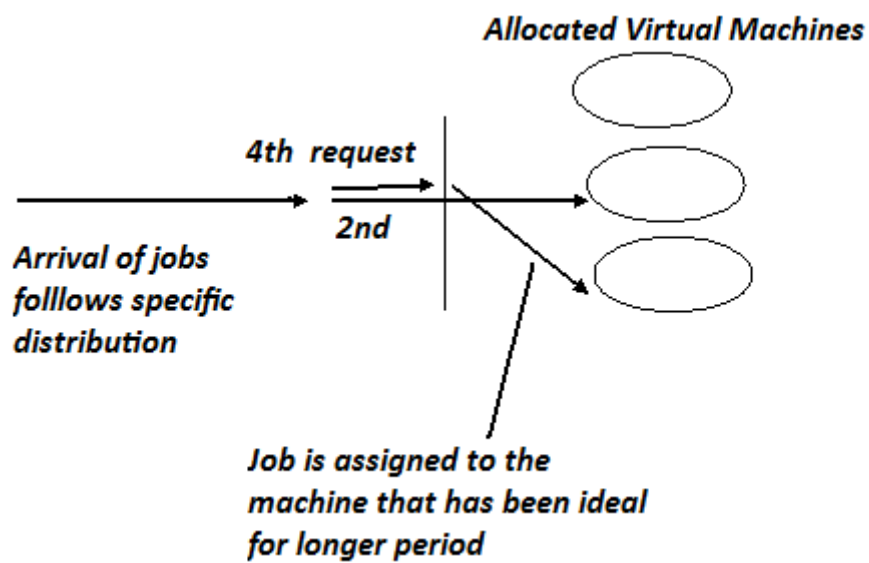 Allocated Virtual Machines
4th request
2nd
Arrival of jobs
folllows specific
distribution
Job is assigned to the
machine that has been ideal
for longer period